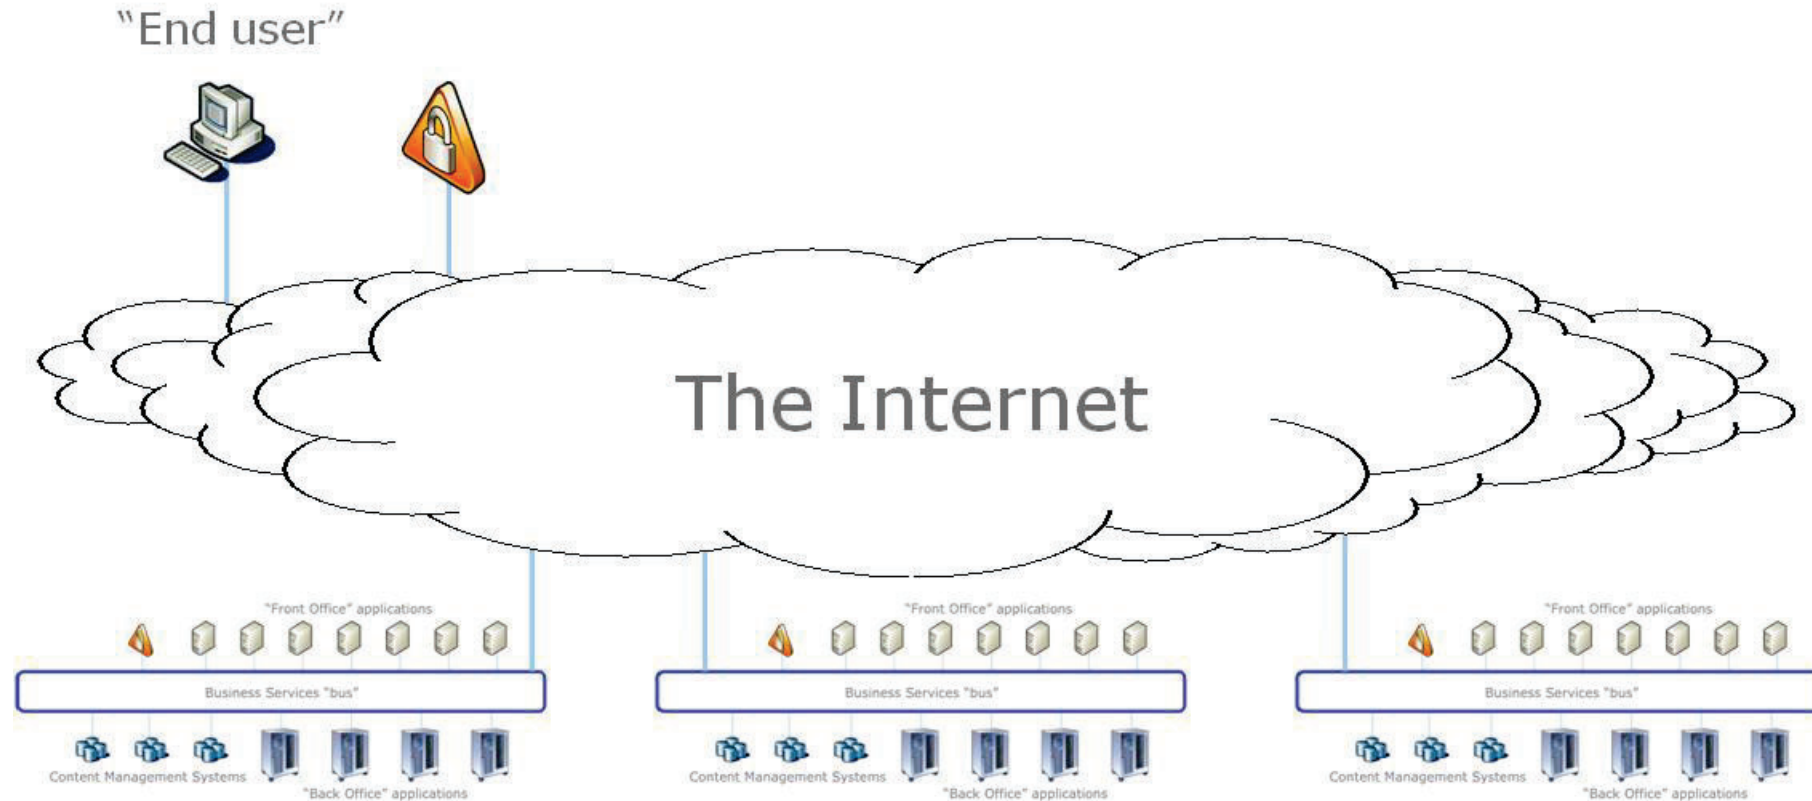 “End user”
The Internet
“Front Office” applications
“Front Office” applications
“Front Office” applications
Business Services “bus”
Business Services “bus”
Business Services “bus”
Content Management Systems
“Back Office” applications
Content Management Systems
“Back Office” applications
Content Management Systems
“Back Office” applications